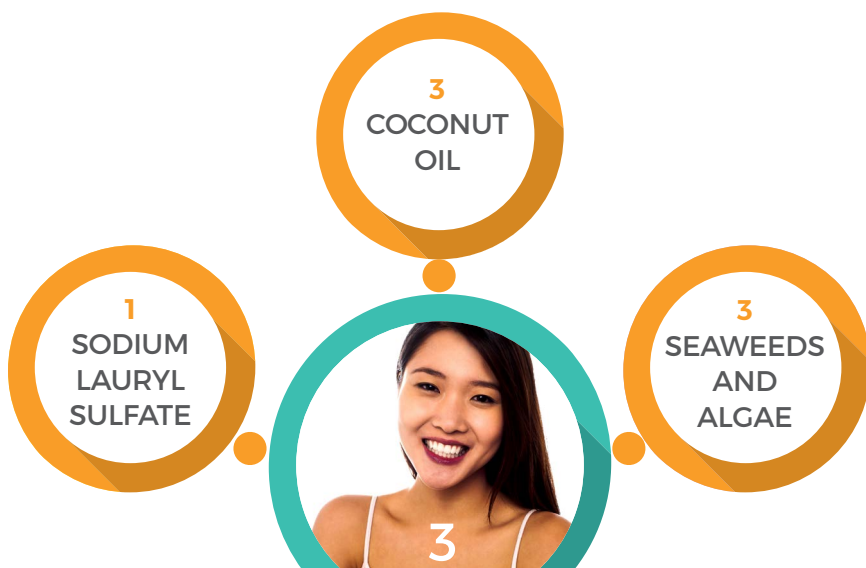 3
COCONUT
OIL
1
SODIUM
LAURYL
SULFATE
3
SEAWEEDS
AND
ALGAE
3